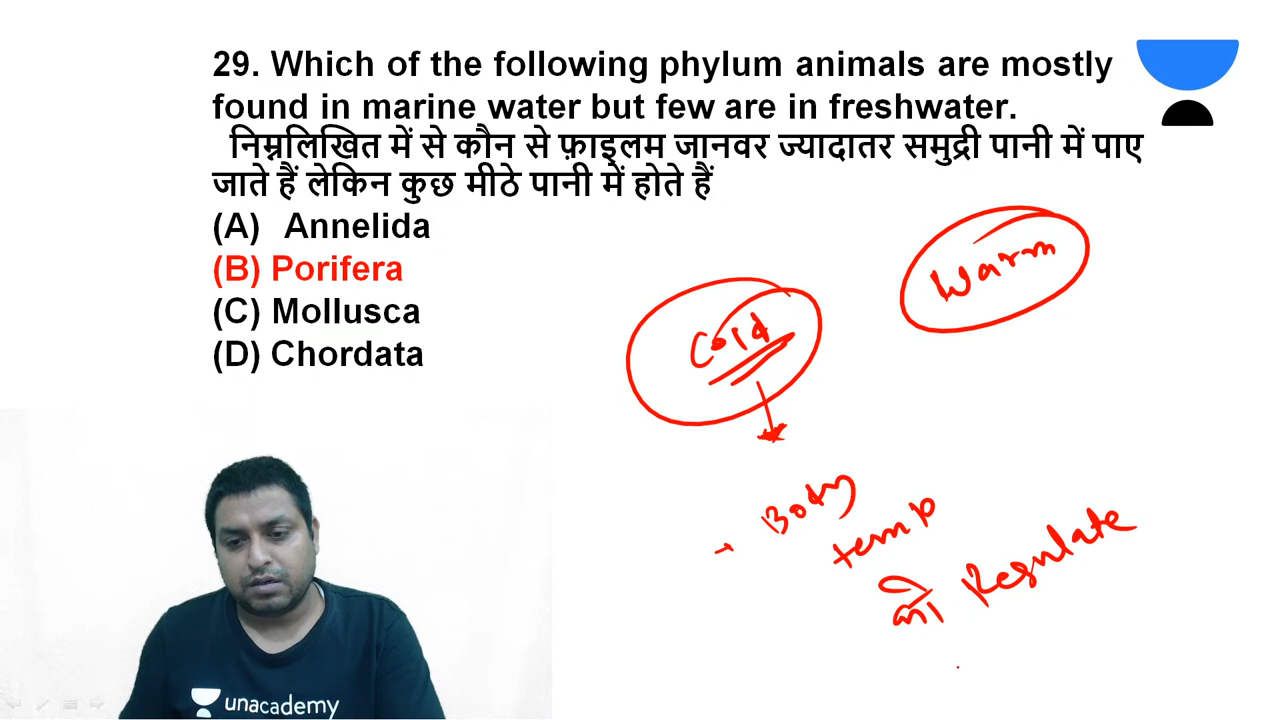 29. Which of the following phylum animals are mostly
found in marine water but few are in freshwater.
निम्नलिखित में से कौन से फ़ाइलम जानवर ज्यादातर समुद्री पानी में पाए
जाते हैं लेकिन कुछ मीठे पानी में होते हैं
(A) Annelida
(B) Porifera
(C) Mollusca
(D) Chordata
Warm
Cold
Body
temp
को Regulate
unacademy